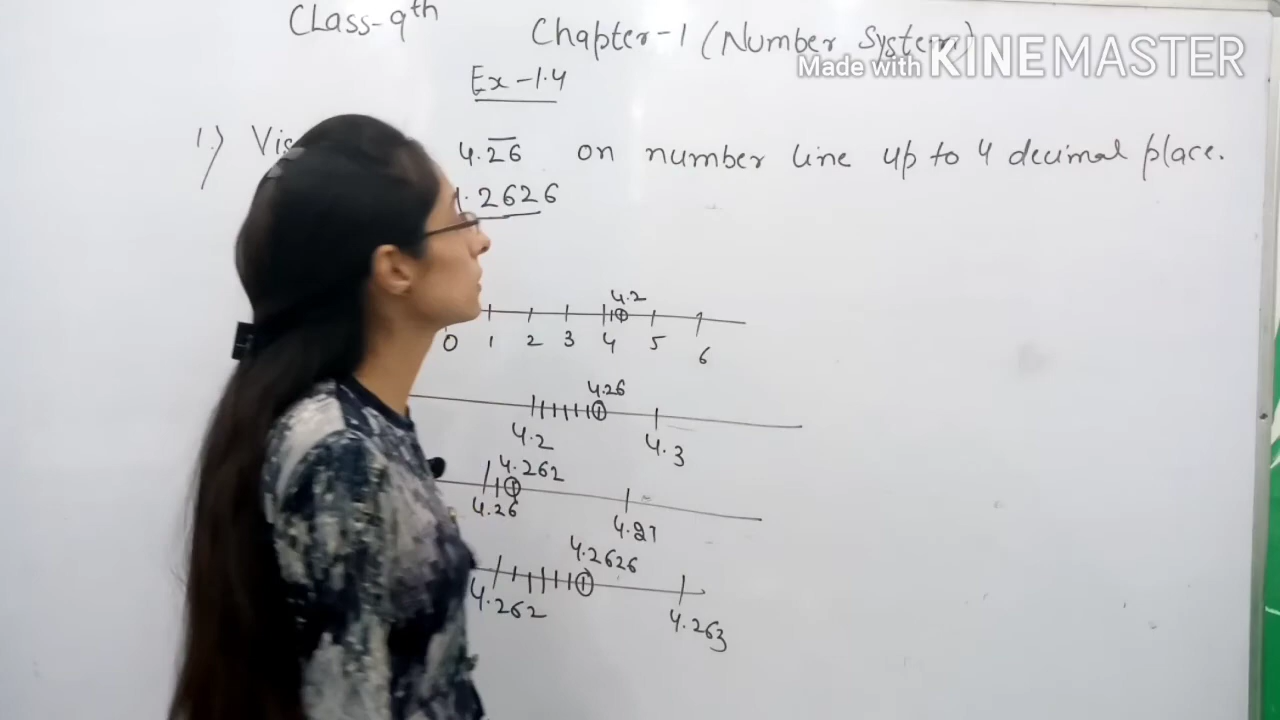 Class-9th
Chapter-1 (Number System)
Made with KINEMASTER
Ex-1.4
1.) Vis 4.2̅6̅ on number line up to 4 decimal place.
.2626
4.2
0 1 2 3 4 5 6
4.26
4.2 4.3
4.262
4.26 4.27
4.2626
4.262 4.263